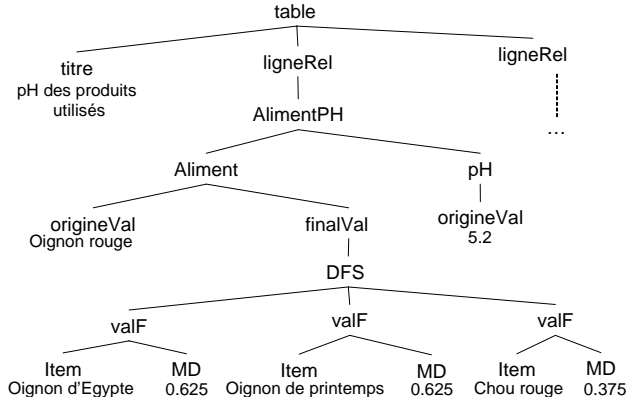 table
titre
pH des produits
utilisés
ligneRel
ligneRel
AlimentPH
...
Aliment
pH
origineVal
Oignon rouge
finalVal
origineVal
5.2
DFS
valF
valF
valF
Item
Oignon d'Egypte
MD
0.625
Item
Oignon de printemps
MD
0.625
Item
Chou rouge
MD
0.375